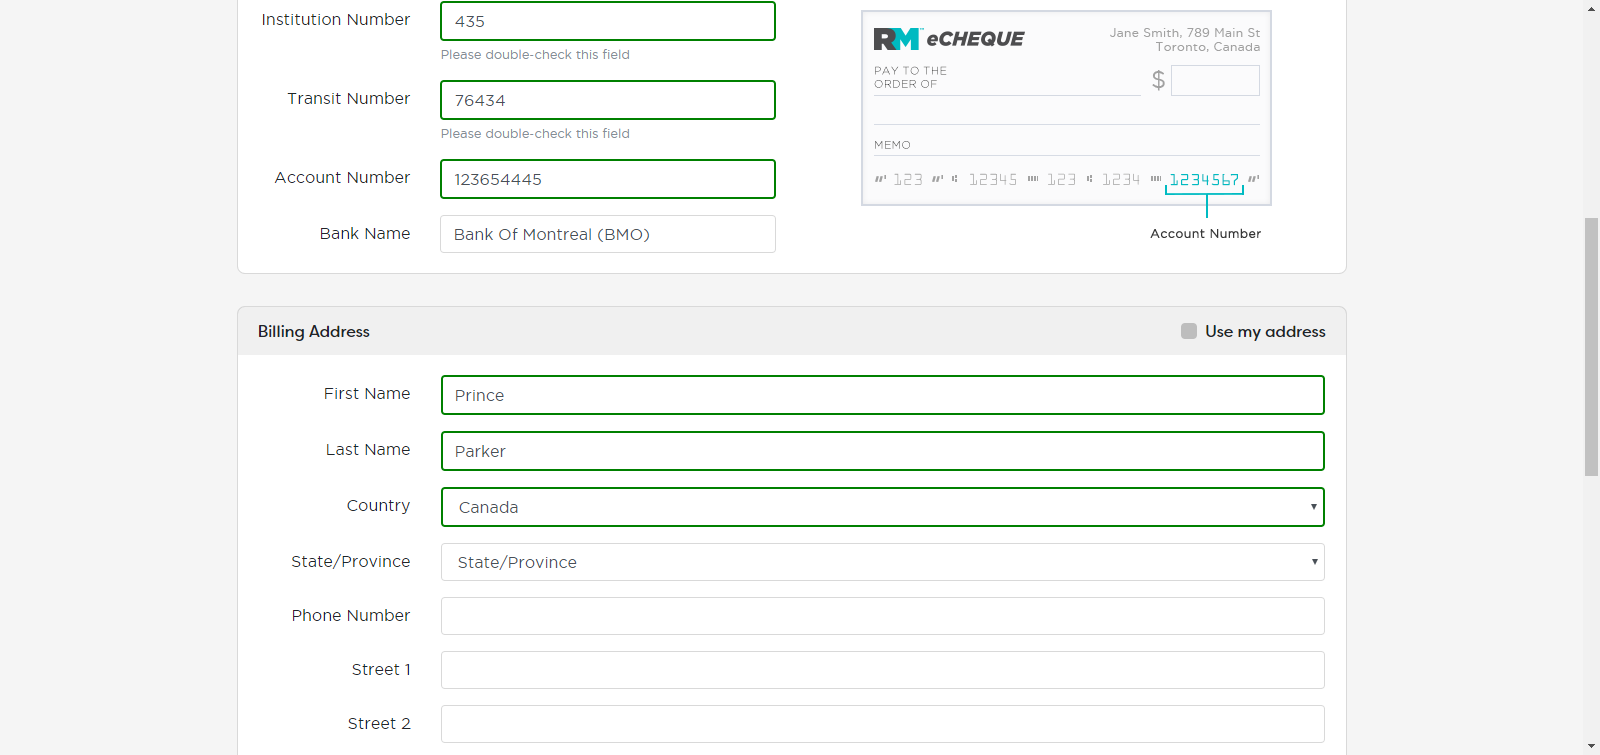 Institution Number
435
Please double-check this field
Transit Number
76434
Please double-check this field
Account Number
123654445
Bank Name
Bank Of Montreal (BMO)
RM eCHEQUE
Jane Smith, 789 Main St
Toronto, Canada
PAY TO THE
ORDER OF
$
MEMO
123 12345 123 1234 1234567
Account Number
Billing Address
Use my address
First Name
Prince
Last Name
Parker
Country
Canada
State/Province
State/Province
Phone Number
Street 1
Street 2